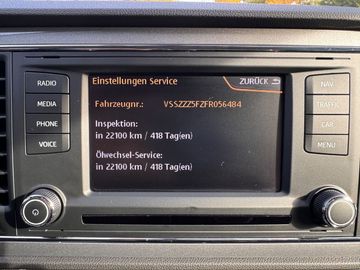 Einstellungen Service
ZURÜCK
Fahrzeugnr.: VSSZZZ5FZFR056484
Inspektion:
in 22100 km / 418 Tag(en)
Ölwechsel-Service:
in 22100 km / 418 Tag(en)
RADIO
MEDIA
PHONE
VOICE
NAV
TRAFFIC
CAR
MENU